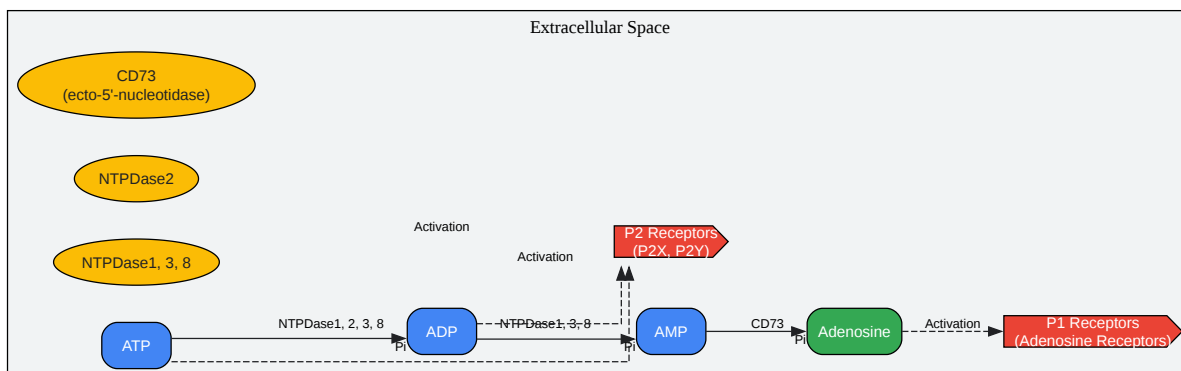 Extracellular Space
CD73
(ecto-5'-nucleotidase)
NTPDase2
Activation
P2 Receptors
(P2X, P2Y)
Activation
NTPDase1, 3, 8
NTPDase1, 2, 3, 8
ADP
NTPDase1, 3, 8
AMP
CD73
Adenosine
Activation
P1 Receptors
(Adenosine Receptors)
ATP
Pi
Pi
Pi